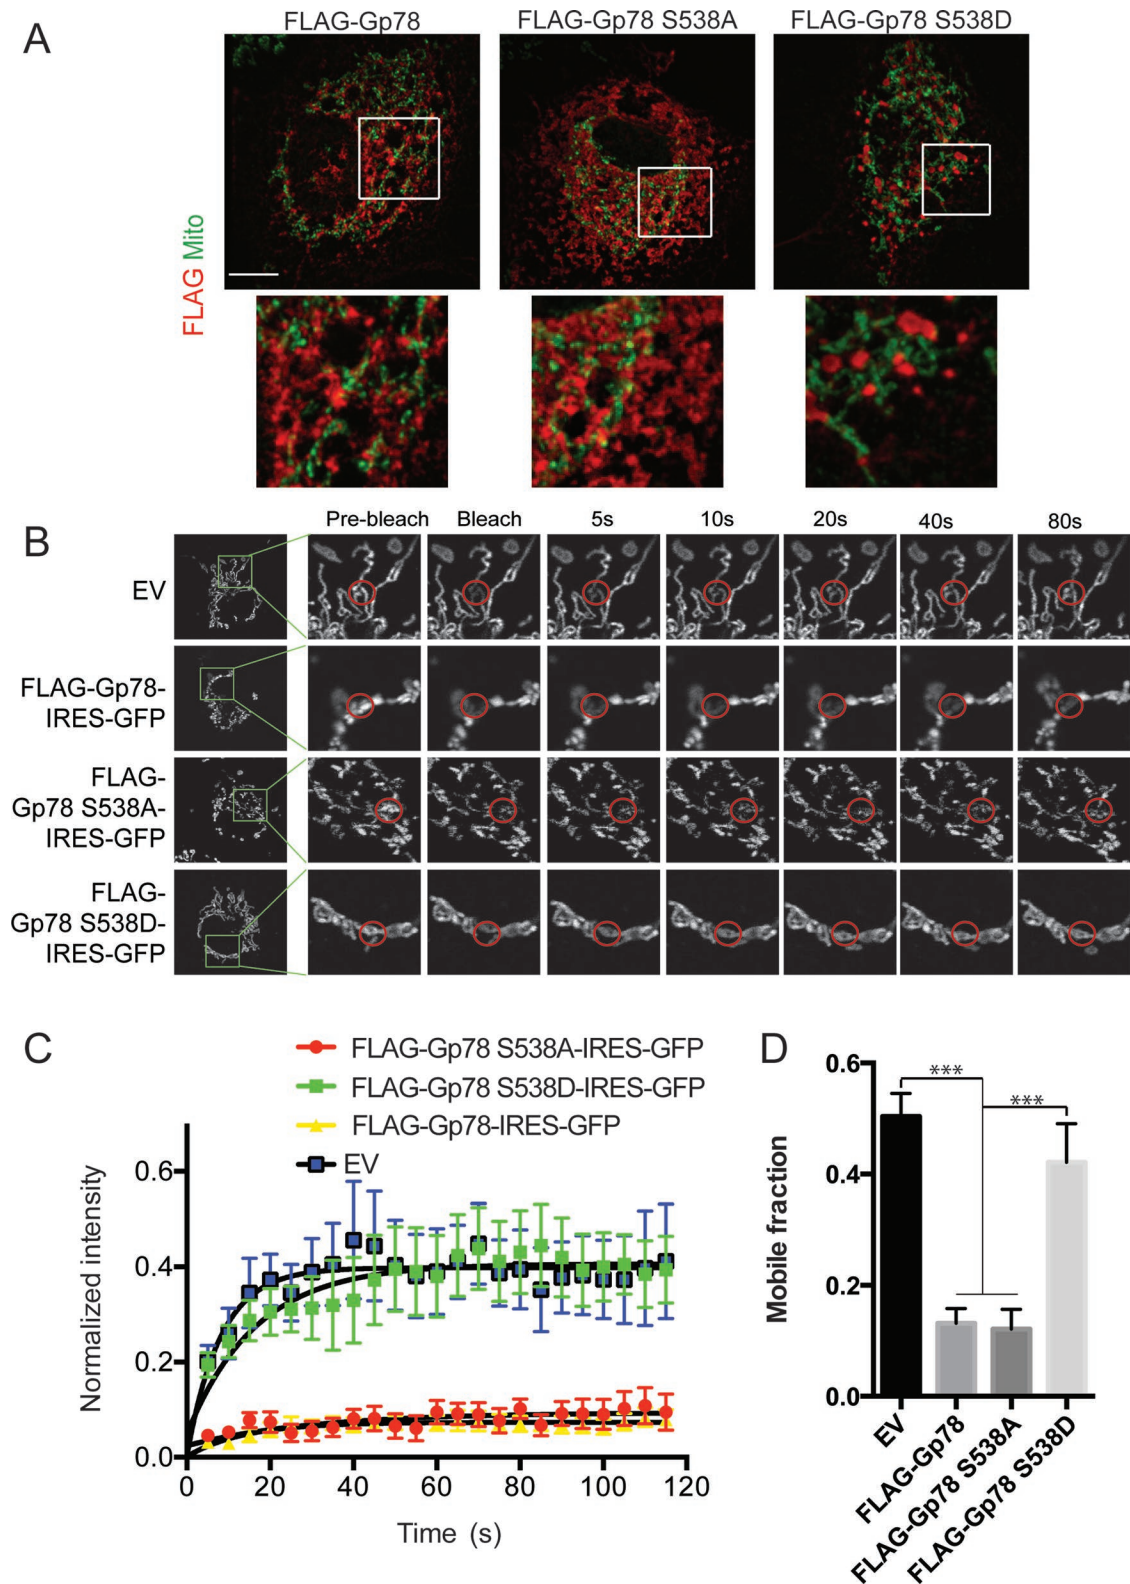 A
FLAG-Gp78
FLAG-Gp78 S538A
FLAG-Gp78 S538D
FLAG Mito
B
Pre-bleach
Bleach
5s
10s
20s
40s
80s
EV
FLAG-Gp78-
IRES-GFP
FLAG-
Gp78 S538A-
IRES-GFP
FLAG-
Gp78 S538D-
IRES-GFP
C
FLAG-Gp78 S538A-IRES-GFP
FLAG-Gp78 S538D-IRES-GFP
FLAG-Gp78-IRES-GFP
EV
Normalized intensity
0.6
0.4
0.2
0.0
0
20
40
60
80
100
120
Time (s)
D
Mobile fraction
0.6
0.4
0.2
0.0
***
***
EV
FLAG-Gp78
FLAG-Gp78 S538A
FLAG-Gp78 S538D